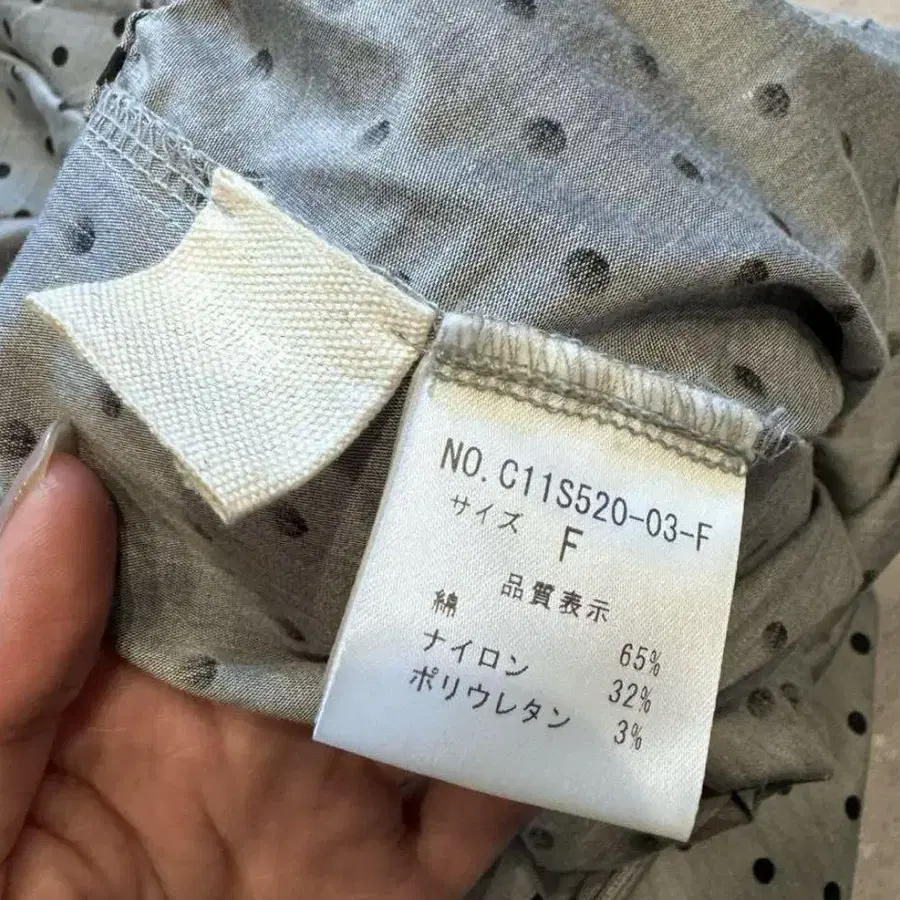 NO. C11S520-03-F
サイズ
F
品質表示
綿 65%
ナイロン 32%
ポリウレタン 3%